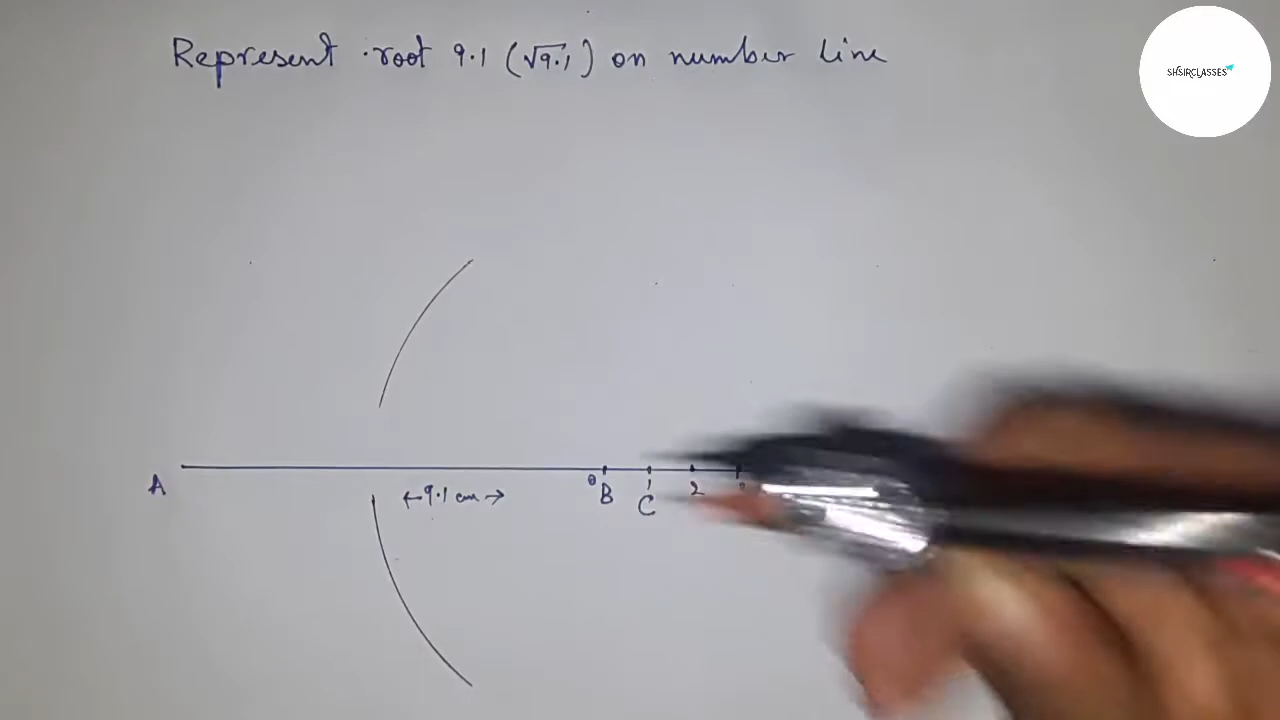 Represent root 9.1 (√9.1) on number line
SHSIRCLASSES
A
←9.1 cm→
0
B
1
C
2